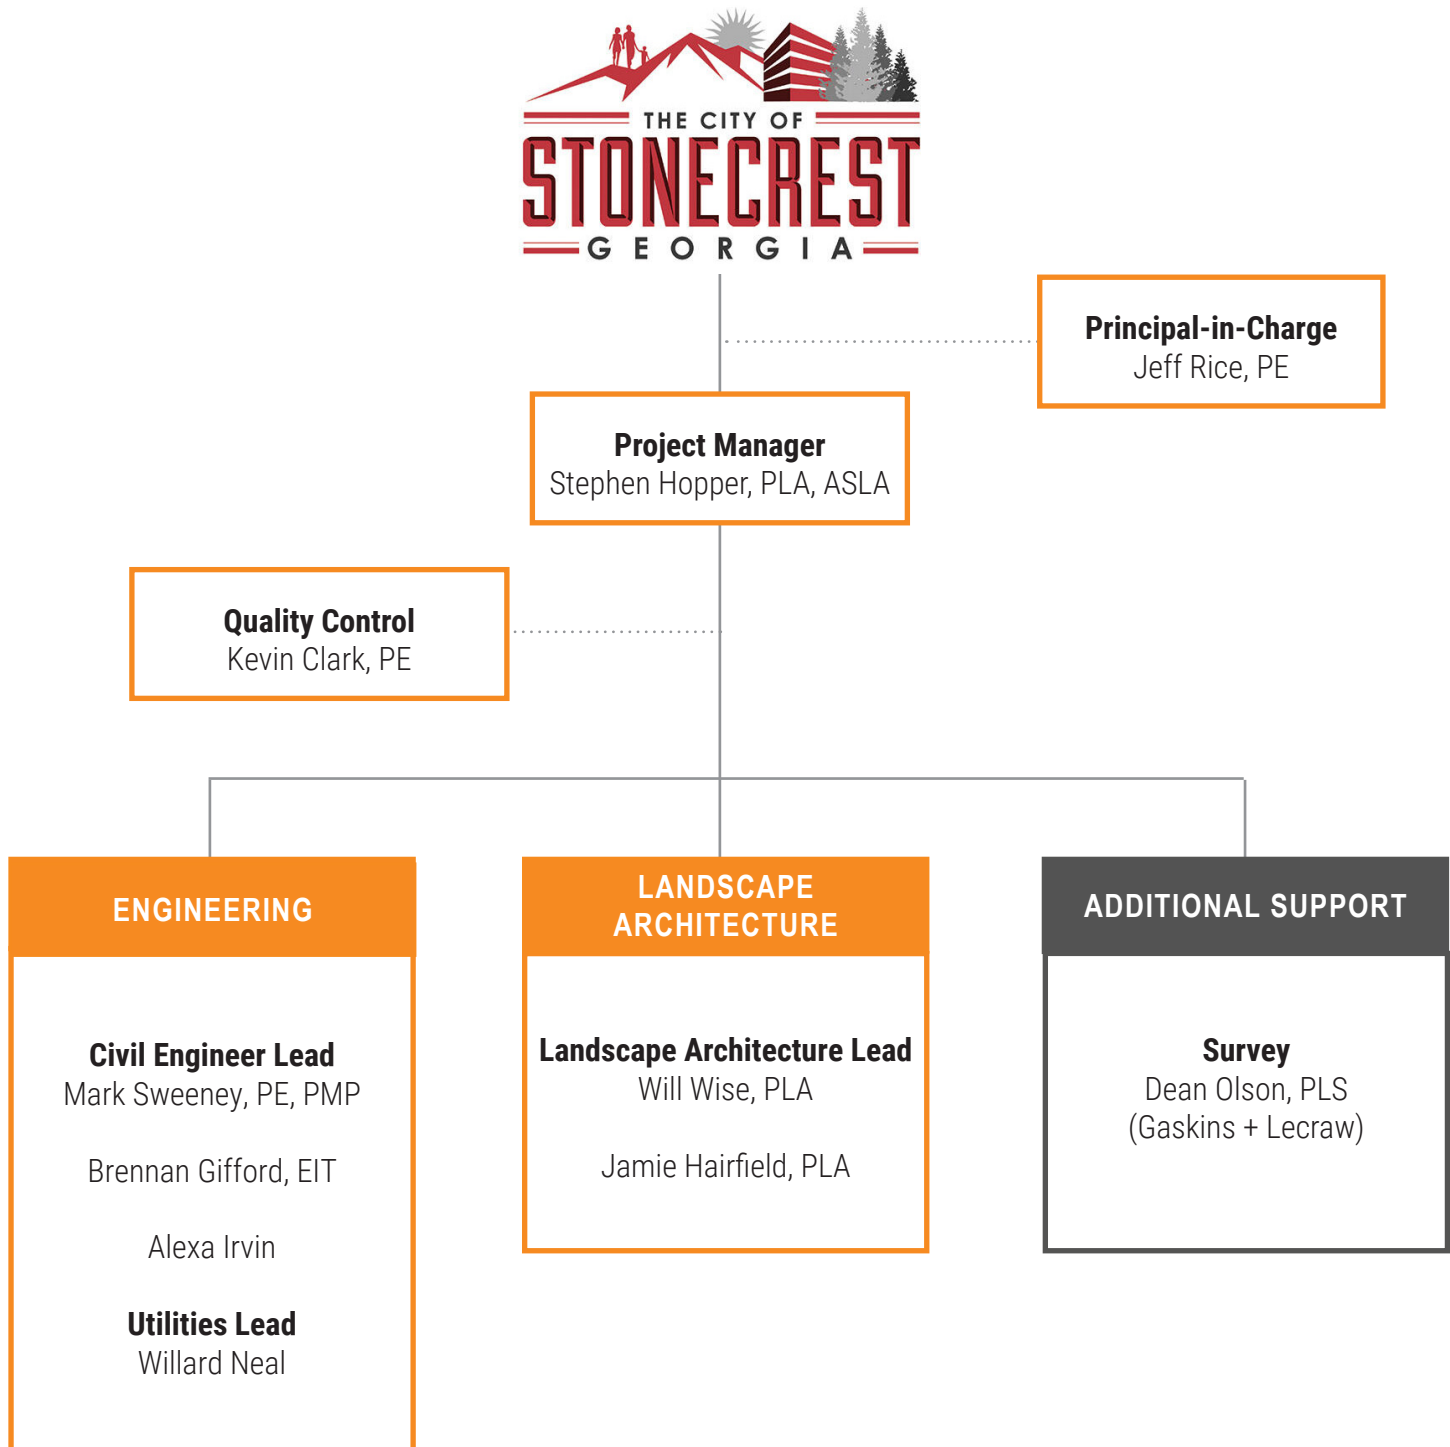 THE CITY OF
STONECREST
GEORGIA
Principal-in-Charge
Jeff Rice, PE
Project Manager
Stephen Hopper, PLA, ASLA
Quality Control
Kevin Clark, PE
ENGINEERING
Civil Engineer Lead
Mark Sweeney, PE, PMP
Brennan Gifford, EIT
Alexa Irvin
Utilities Lead
Willard Neal
LANDSCAPE
ARCHITECTURE
Landscape Architecture Lead
Will Wise, PLA
Jamie Hairfield, PLA
ADDITIONAL SUPPORT
Survey
Dean Olson, PLS
(Gaskins + Lecraw)